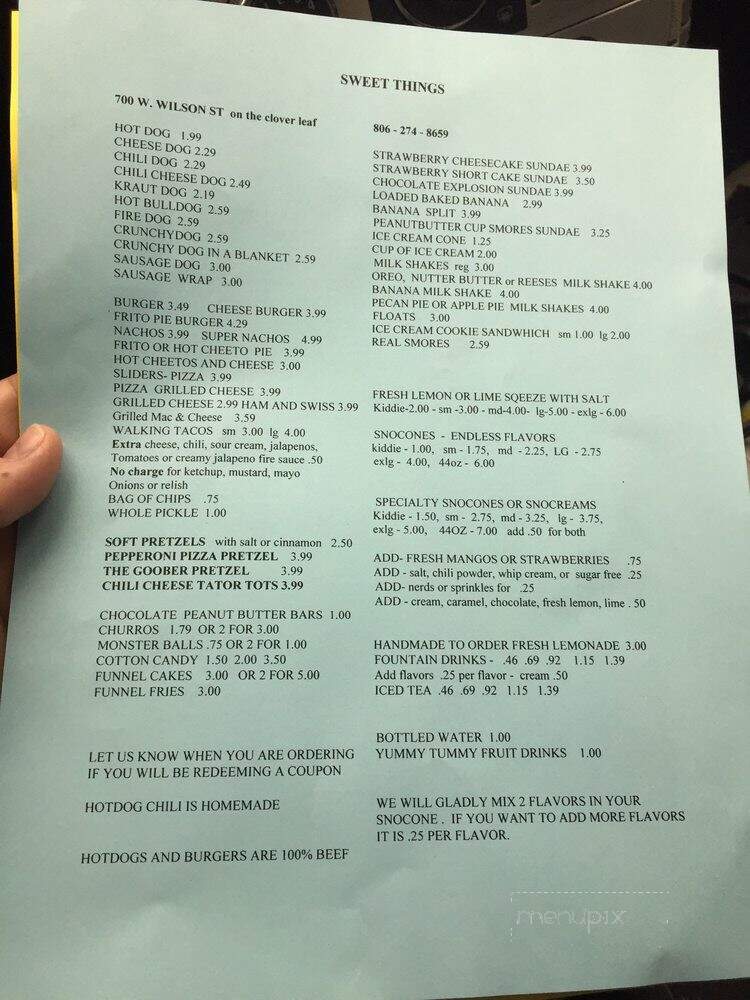 SWEET THINGS
700 W. WILSON ST on the clover leaf
HOT DOG 1.99
CHEESE DOG 2.29
CHILI DOG 2.29
CHILI CHEESE DOG 2.49
KRAUT DOG 2.19
HOT BULLDOG 2.59
FIRE DOG 2.59
CRUNCHYDOG 2.59
CRUNCHY DOG IN A BLANKET 2.59
SAUSAGE DOG 3.00
SAUSAGE WRAP 3.00
BURGER 3.49 CHEESE BURGER 3.99
FRITO PIE BURGER 4.29
NACHOS 3.99 SUPER NACHOS 4.99
FRITO OR HOT CHEETO PIE 3.99
HOT CHEETOS AND CHEESE 3.00
SLIDERS- PIZZA 3.99
PIZZA GRILLED CHEESE 3.99
GRILLED CHEESE 2.99 HAM AND SWISS 3.99
Grilled Mac & Cheese 3.59
WALKING TACOS sm 3.00 lg 4.00
Extra cheese, chili, sour cream, jalapenos,
Tomatoes or creamy jalapeno fire sauce .50
No charge for ketchup, mustard, mayo
Onions or relish
BAG OF CHIPS .75
WHOLE PICKLE 1.00
SOFT PRETZELS with salt or cinnamon 2.50
PEPPERONI PIZZA PRETZEL 3.99
THE GOOBER PRETZEL 3.99
CHILI CHEESE TATOR TOTS 3.99
CHOCOLATE PEANUT BUTTER BARS 1.00
CHURROS 1.79 OR 2 FOR 3.00
MONSTER BALLS .75 OR 2 FOR 1.00
COTTON CANDY 1.50 2.00 3.50
FUNNEL CAKES 3.00 OR 2 FOR 5.00
FUNNEL FRIES 3.00
LET US KNOW WHEN YOU ARE ORDERING
IF YOU WILL BE REDEEMING A COUPON
HOTDOG CHILI IS HOMEMADE
HOTDOGS AND BURGERS ARE 100% BEEF
806 - 274 - 8659
STRAWBERRY CHEESECAKE SUNDAE 3.99
STRAWBERRY SHORT CAKE SUNDAE 3.50
CHOCOLATE EXPLOSION SUNDAE 3.99
LOADED BAKED BANANA 2.99
BANANA SPLIT 3.99
PEANUTBUTTER CUP SMORES SUNDAE 3.25
ICE CREAM CONE 1.25
CUP OF ICE CREAM 2.00
MILK SHAKES reg 3.00
OREO, NUTTER BUTTER or REESES MILK SHAKE 4.00
BANANA MILK SHAKE 4.00
PECAN PIE OR APPLE PIE MILK SHAKES 4.00
FLOATS 3.00
ICE CREAM COOKIE SANDWHICH sm 1.00 lg 2.00
REAL SMORES 2.59
FRESH LEMON OR LIME SQEEZE WITH SALT
Kiddie-2.00 - sm -3.00 - md-4.00- lg-5.00 - exlg - 6.00
SNOCONES - ENDLESS FLAVORS
kiddie - 1.00, sm - 1.75, md - 2.25, LG - 2.75
exlg - 4.00, 44oz - 6.00
SPECIALTY SNOCONES OR SNOCREAMS
Kiddie - 1.50, sm - 2.75, md - 3.25, lg - 3.75,
exlg - 5.00, 44OZ - 7.00 add .50 for both
ADD- FRESH MANGOS OR STRAWBERRIES .75
ADD - salt, chili powder, whip cream, or sugar free .25
ADD- nerds or sprinkles for .25
ADD - cream, caramel, chocolate, fresh lemon, lime . 50
HANDMADE TO ORDER FRESH LEMONADE 3.00
FOUNTAIN DRINKS - .46 .69 .92 1.15 1.39
Add flavors .25 per flavor - cream .50
ICED TEA .46 .69 .92 1.15 1.39
BOTTLED WATER 1.00
YUMMY TUMMY FRUIT DRINKS 1.00
WE WILL GLADLY MIX 2 FLAVORS IN YOUR
SNOCONE . IF YOU WANT TO ADD MORE FLAVORS
IT IS .25 PER FLAVOR.
menupix